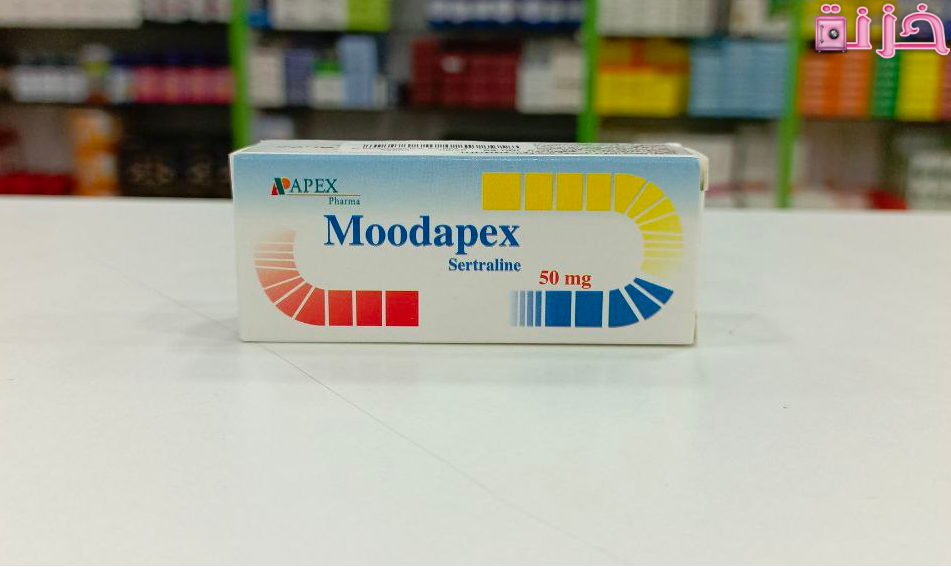 خزنة
APEX
Pharma
Moodapex
Sertraline
50 mg